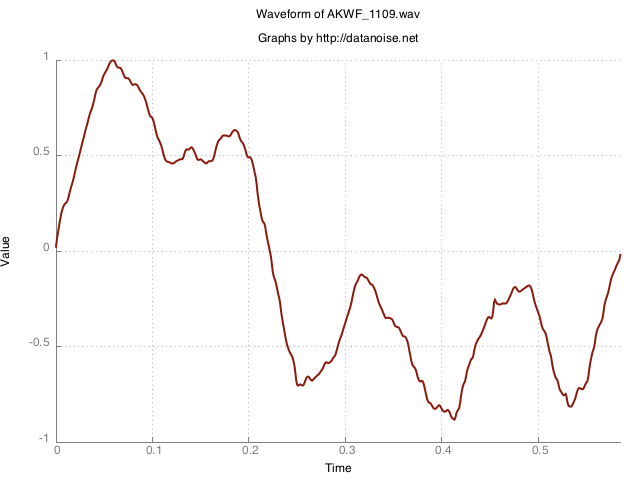 Waveform of AKWF_1109.wav
Graphs by http://datanoise.net
1
0.5
0
-0.5
-1
Value
0 0.1 0.2 0.3 0.4 0.5
Time